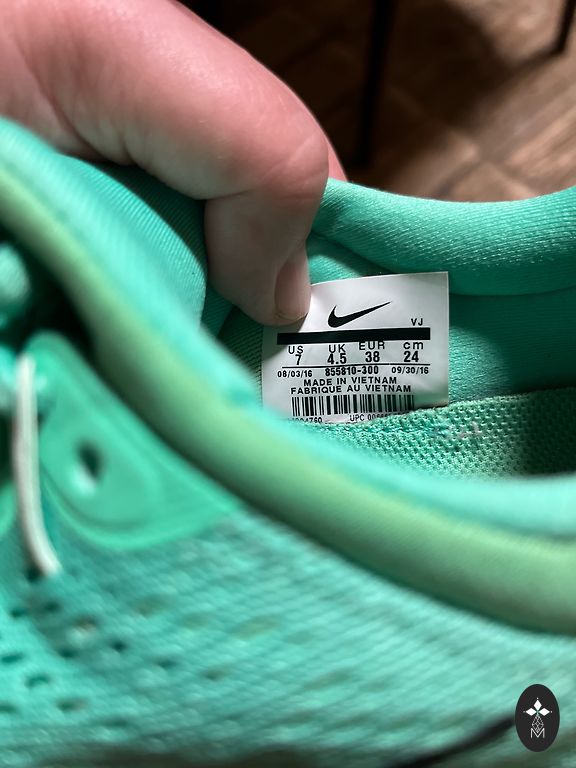 VJ
US UK EUR cm
7 4.5 38 24
08/03/16 855810-300 09/30/16
MADE IN VIETNAM
FABRIQUE AU VIETNAM
UPC
M